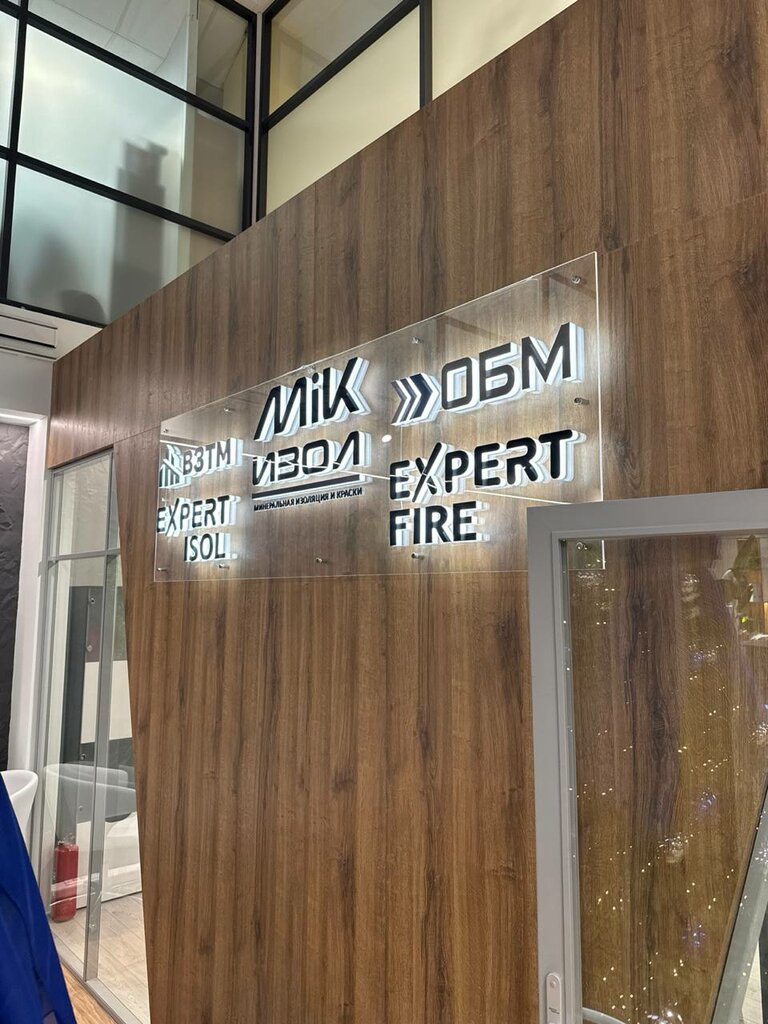 ВЗТМ
EXPERT
ISOL
MiK
ИЗОЛ
МИНЕРАЛЬНАЯ ИЗОЛЯЦИЯ И КРАСКИ
ОБМ
EXPERT
FIRE